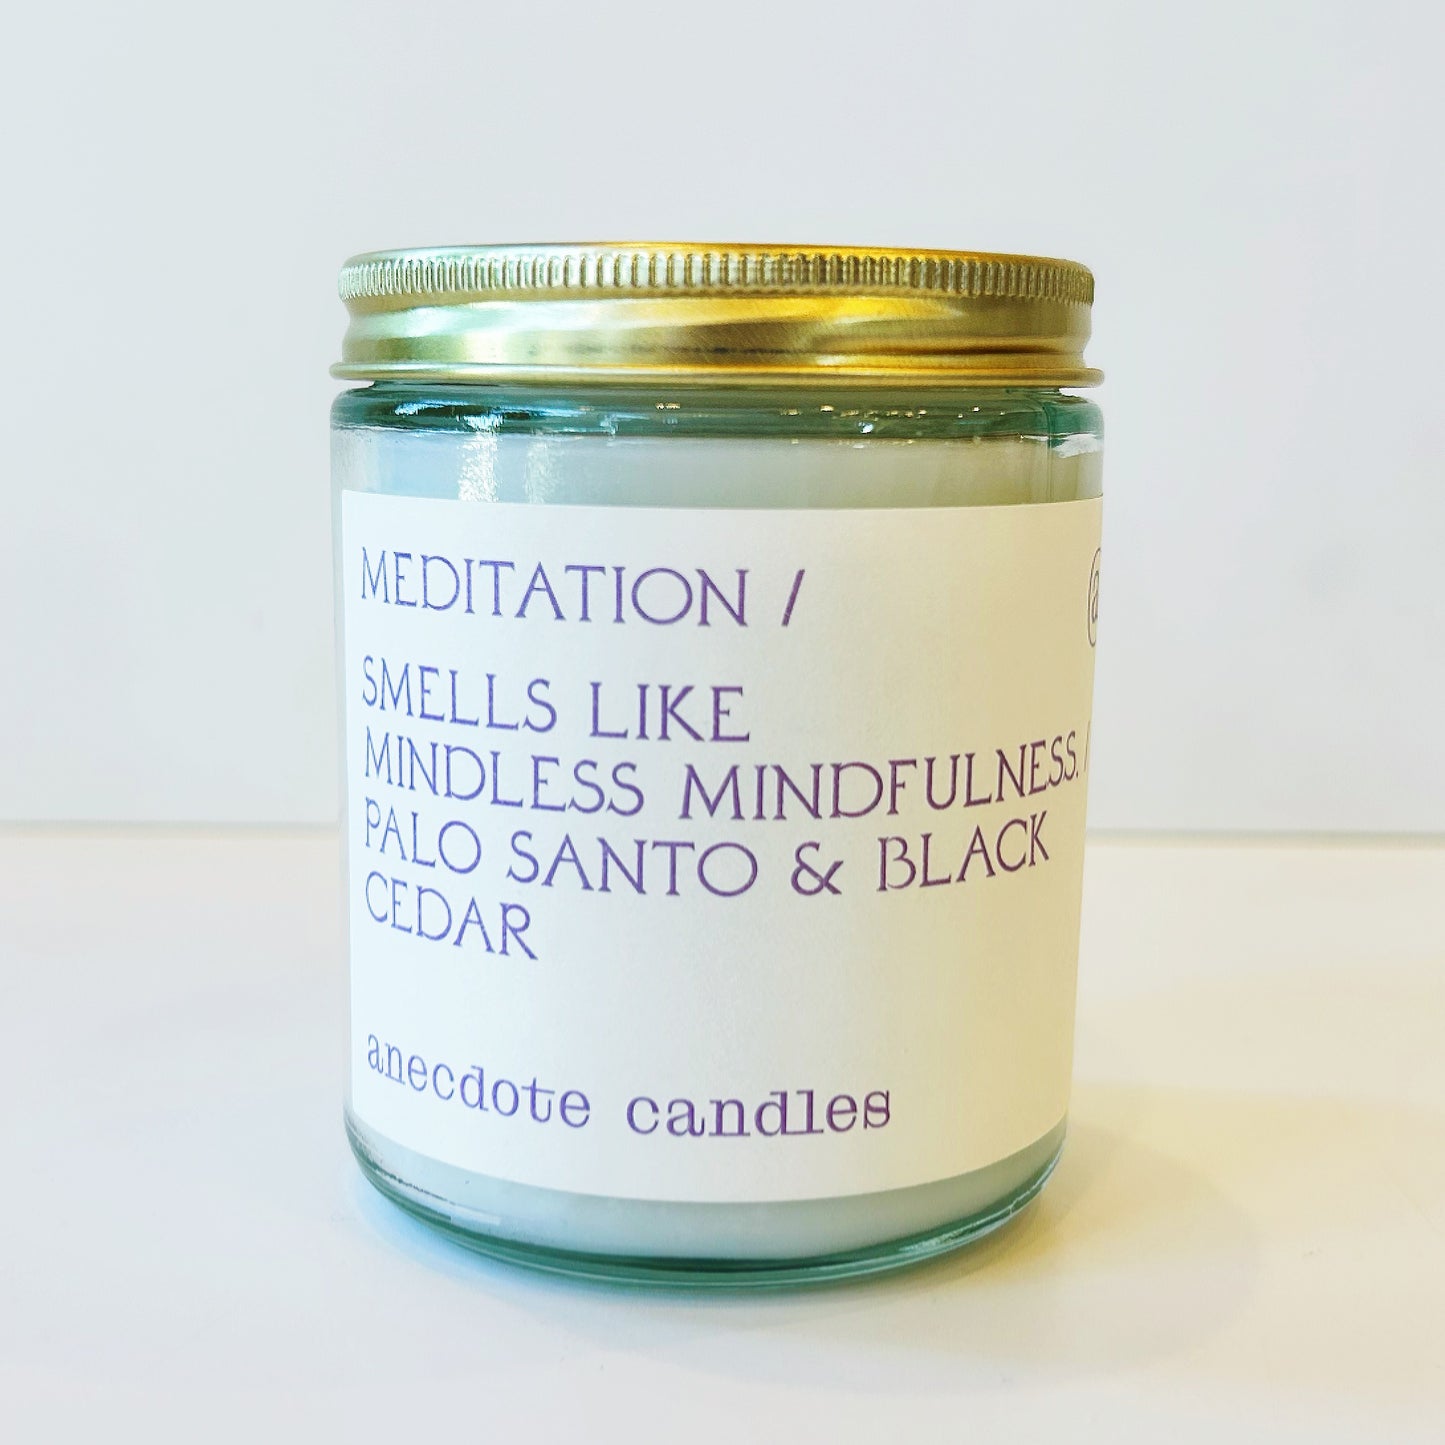 MEDITATION /
SMELLS LIKE
MINDLESS MINDFULNESS. /
PALO SANTO & BLACK
CEDAR
anecdote candles